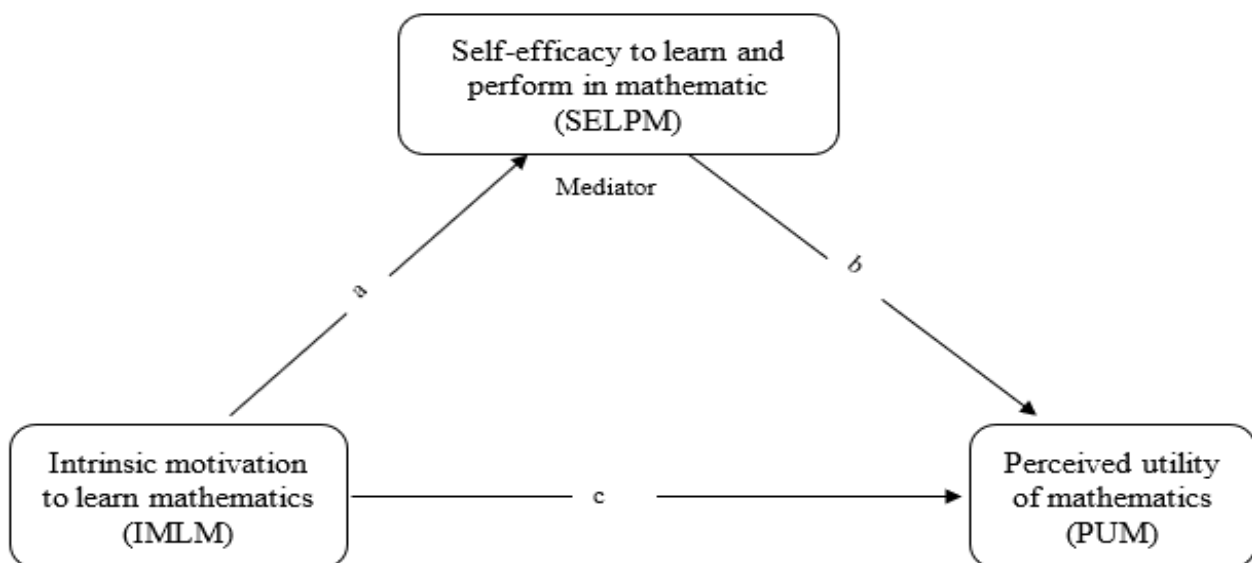 Self-efficacy to learn and
perform in mathematic
(SELPM)
Mediator
a
b
Intrinsic motivation
to learn mathematics
(IMLM)
c
Perceived utility
of mathematics
(PUM)